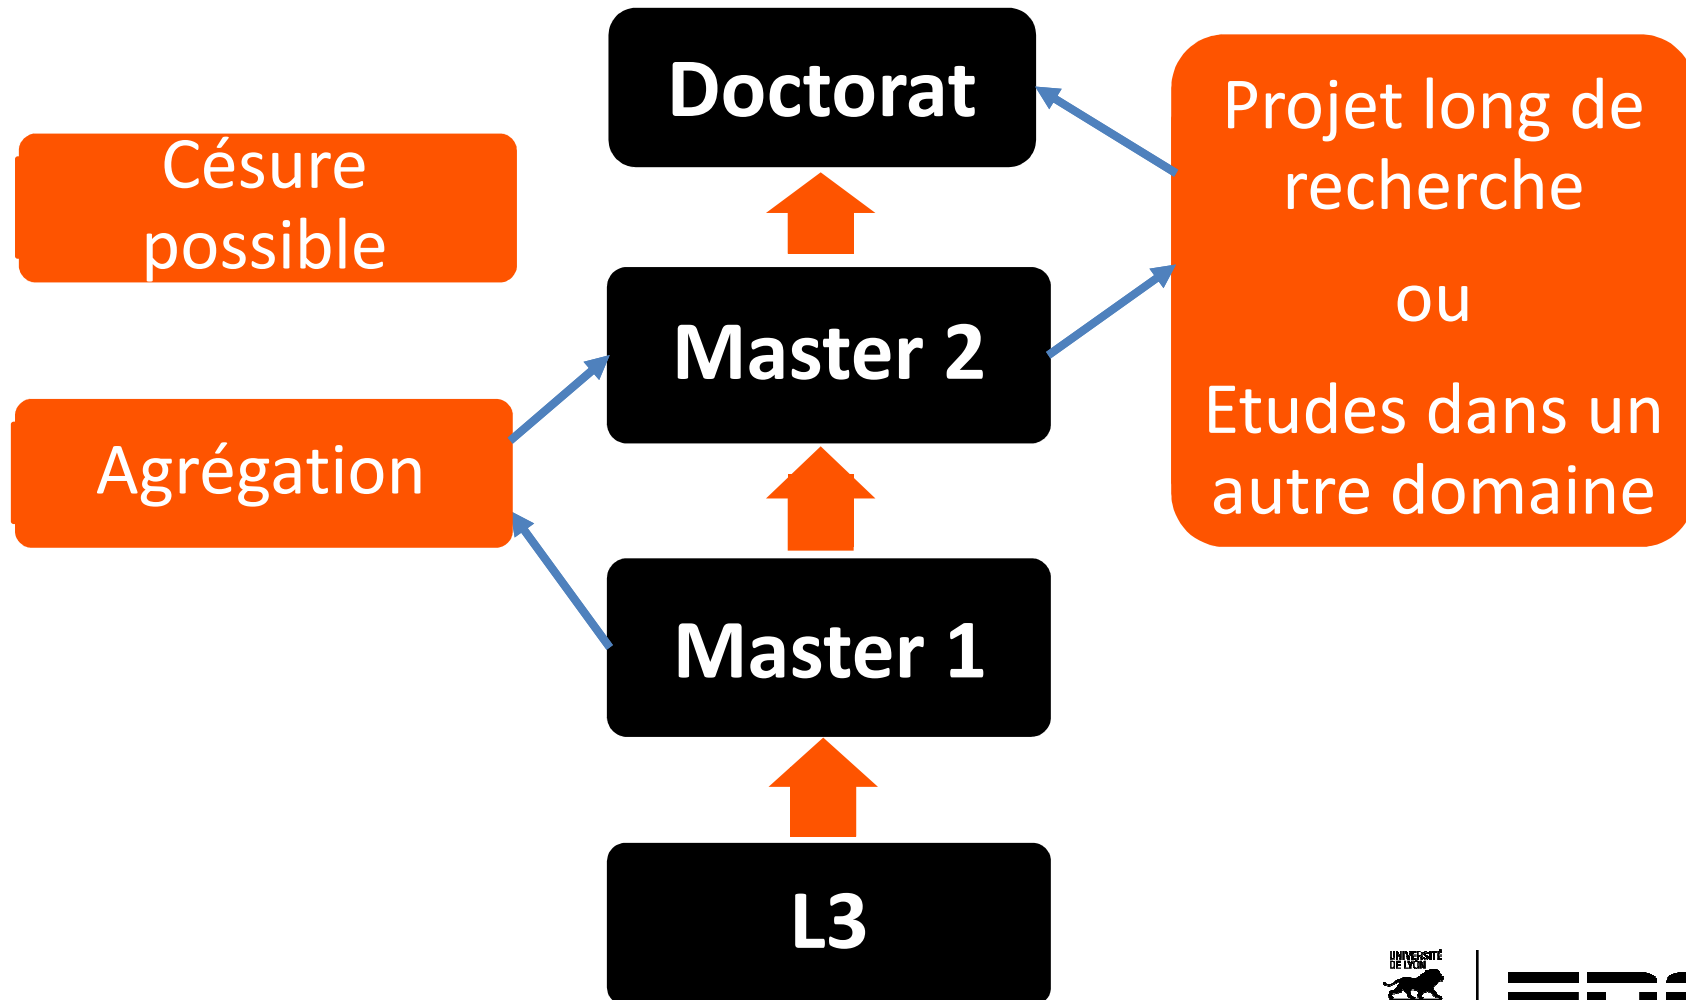 Doctorat
Projet long de
recherche
ou
Etudes dans un
autre domaine
Césure
possible
Master 2
Agrégation
Master 1
L3
UNIVERSITÉ
DE LYON